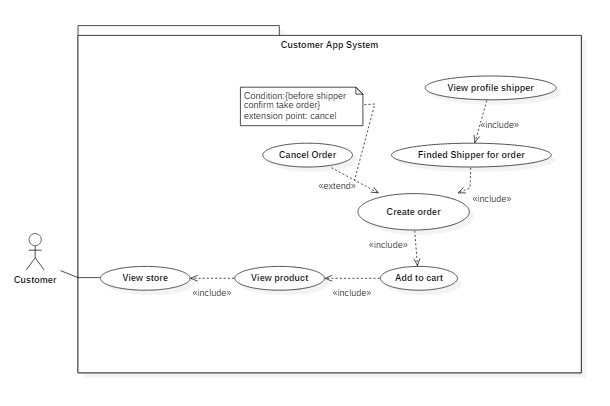 Customer App System
Condition:{before shipper
confirm take order}
extension point: cancel
View profile shipper
«include»
Cancel Order
Finded Shipper for order
«extend»
«include»
Create order
«include»
Customer
View store
View product
Add to cart
«include»
«include»